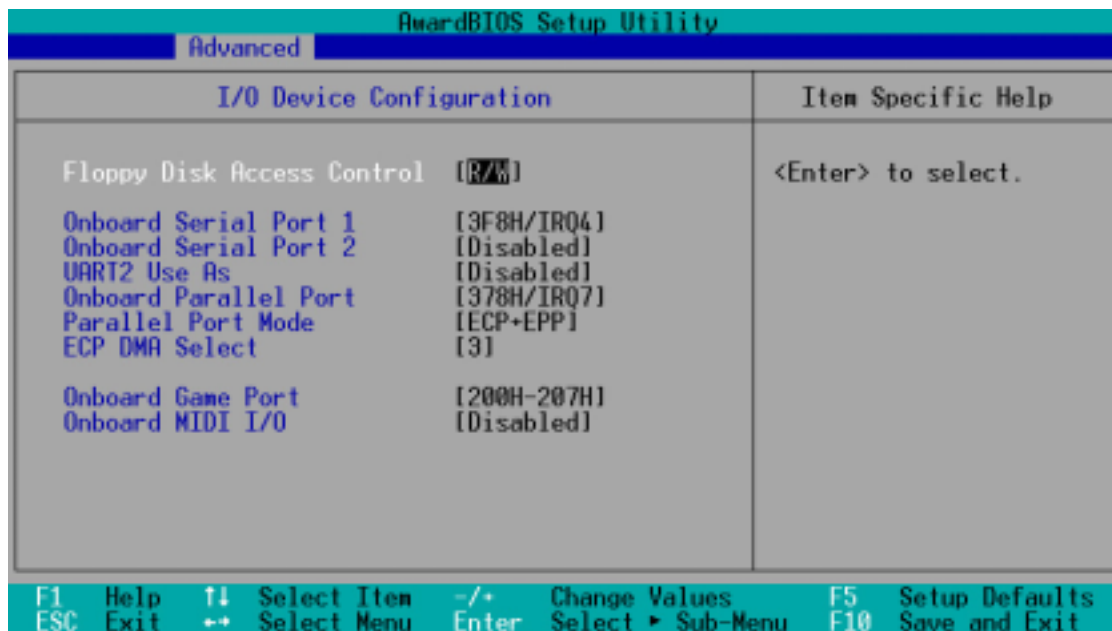 AwardBIOS Setup Utility
Advanced
I/O Device Configuration
Item Specific Help
Floppy Disk Access Control [R/W]
<Enter> to select.
Onboard Serial Port 1 [3F8H/IRQ4]
Onboard Serial Port 2 [Disabled]
UART2 Use As [Disabled]
Onboard Parallel Port [378H/IRQ7]
Parallel Port Mode [ECP+EPP]
ECP DMA Select [3]
Onboard Game Port [200H-207H]
Onboard MIDI I/O [Disabled]
F1 Help ↑↓ Select Item -/+ Change Values F5 Setup Defaults
ESC Exit ←→ Select Menu Enter Select ► Sub-Menu F10 Save and Exit